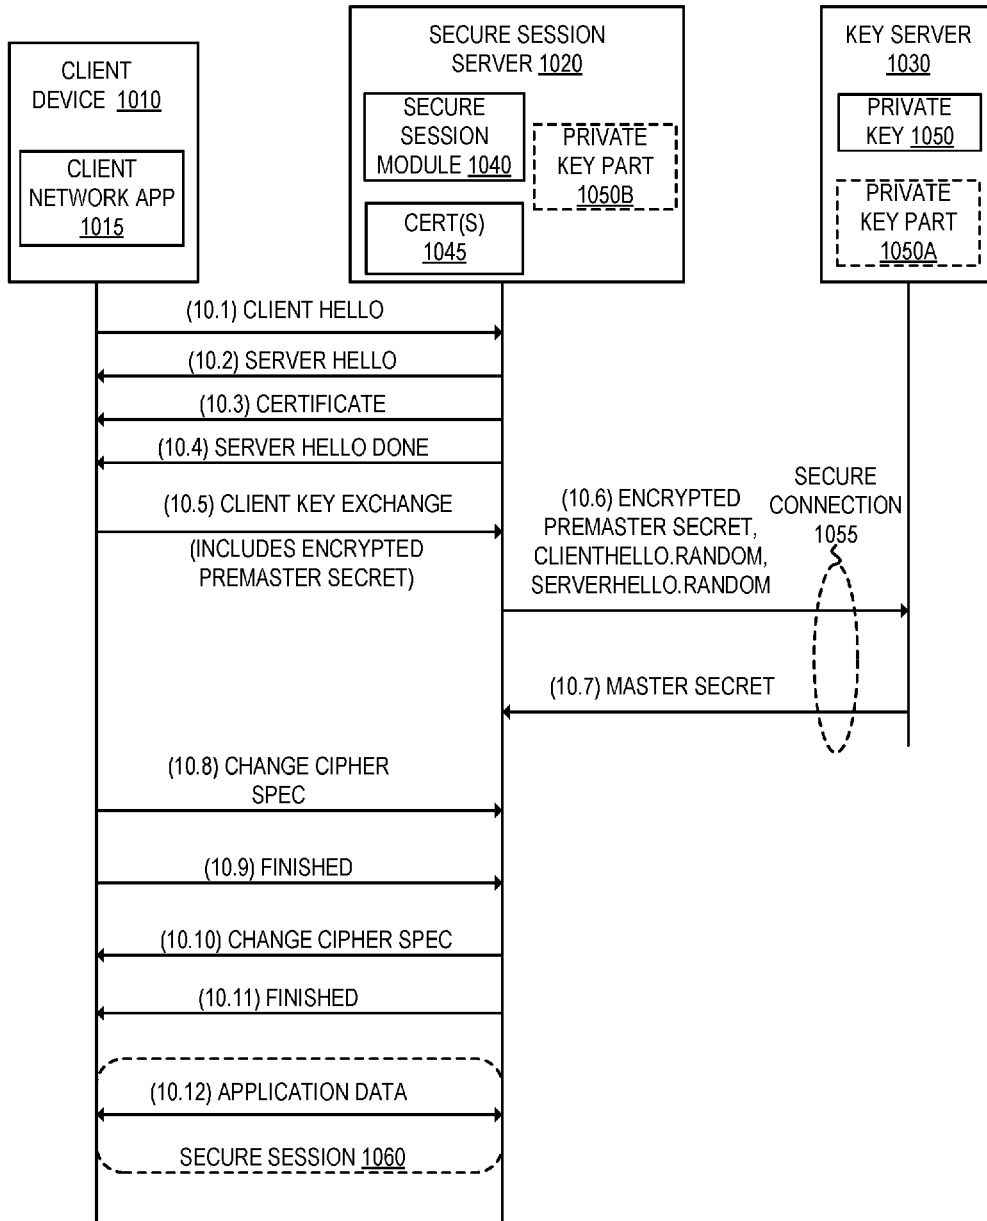 CLIENT
DEVICE 1010
CLIENT
NETWORK APP
1015
SECURE SESSION
SERVER 1020
SECURE
SESSION
MODULE 1040
PRIVATE
KEY PART
1050B
CERT(S)
1045
KEY SERVER
1030
PRIVATE
KEY 1050
PRIVATE
KEY PART
1050A
(10.1) CLIENT HELLO
(10.2) SERVER HELLO
(10.3) CERTIFICATE
(10.4) SERVER HELLO DONE
(10.5) CLIENT KEY EXCHANGE
(INCLUDES ENCRYPTED
PREMASTER SECRET)
(10.6) ENCRYPTED
PREMASTER SECRET,
CLIENTHELLO.RANDOM,
SERVERHELLO.RANDOM
SECURE
CONNECTION
1055
(10.7) MASTER SECRET
(10.8) CHANGE CIPHER
SPEC
(10.9) FINISHED
(10.10) CHANGE CIPHER SPEC
(10.11) FINISHED
(10.12) APPLICATION DATA
SECURE SESSION 1060